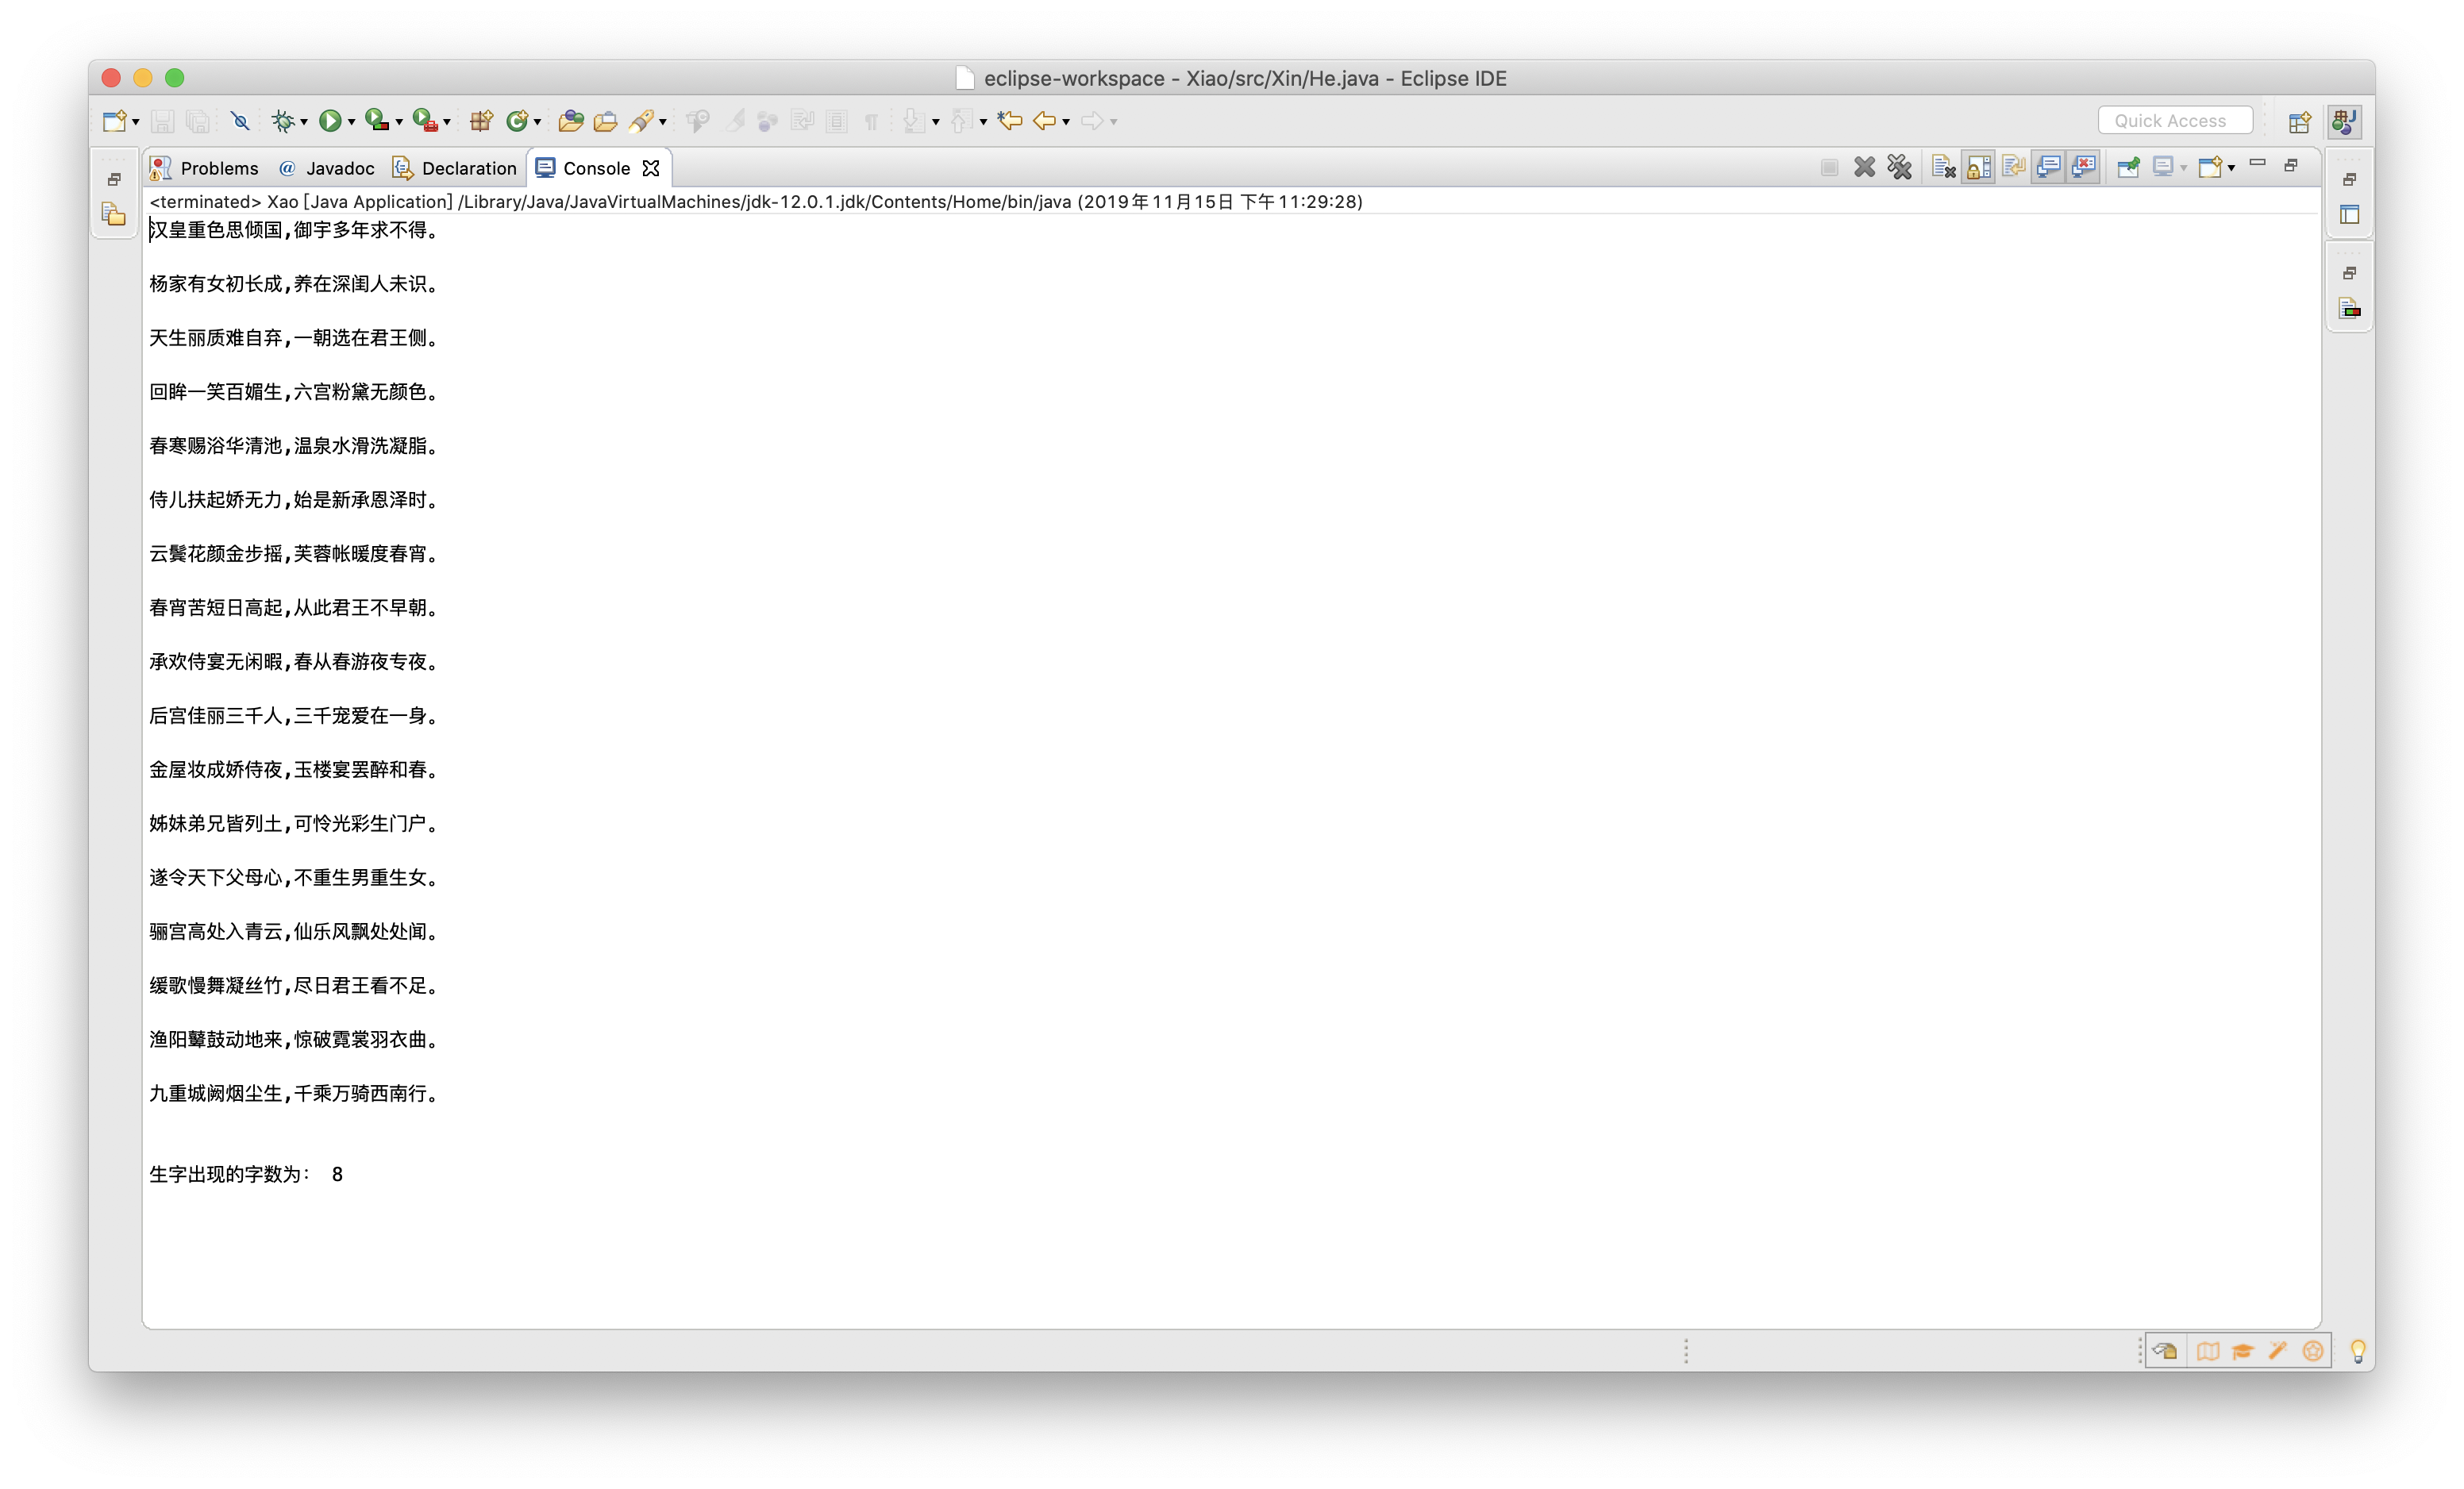 eclipse-workspace - Xiao/src/Xin/He.java - Eclipse IDE
Quick Access
Problems @ Javadoc Declaration Console
<terminated> Xao [Java Application] /Library/Java/JavaVirtualMachines/jdk-12.0.1.jdk/Contents/Home/bin/java (2019年11月15日 下午11:29:28)
汉皇重色思倾国,御宇多年求不得。
杨家有女初长成,养在深闺人未识。
天生丽质难自弃,一朝选在君王侧。
回眸一笑百媚生,六宫粉黛无颜色。
春寒赐浴华清池,温泉水滑洗凝脂。
侍儿扶起娇无力,始是新承恩泽时。
云鬓花颜金步摇,芙蓉帐暖度春宵。
春宵苦短日高起,从此君王不早朝。
承欢侍宴无闲暇,春从春游夜专夜。
后宫佳丽三千人,三千宠爱在一身。
金屋妆成娇侍夜,玉楼宴罢醉和春。
姊妹弟兄皆列土,可怜光彩生门户。
遂令天下父母心,不重生男重生女。
骊宫高处入青云,仙乐风飘处处闻。
缓歌慢舞凝丝竹,尽日君王看不足。
渔阳鼙鼓动地来,惊破霓裳羽衣曲。
九重城阙烟尘生,千乘万骑西南行。
生字出现的字数为： 8